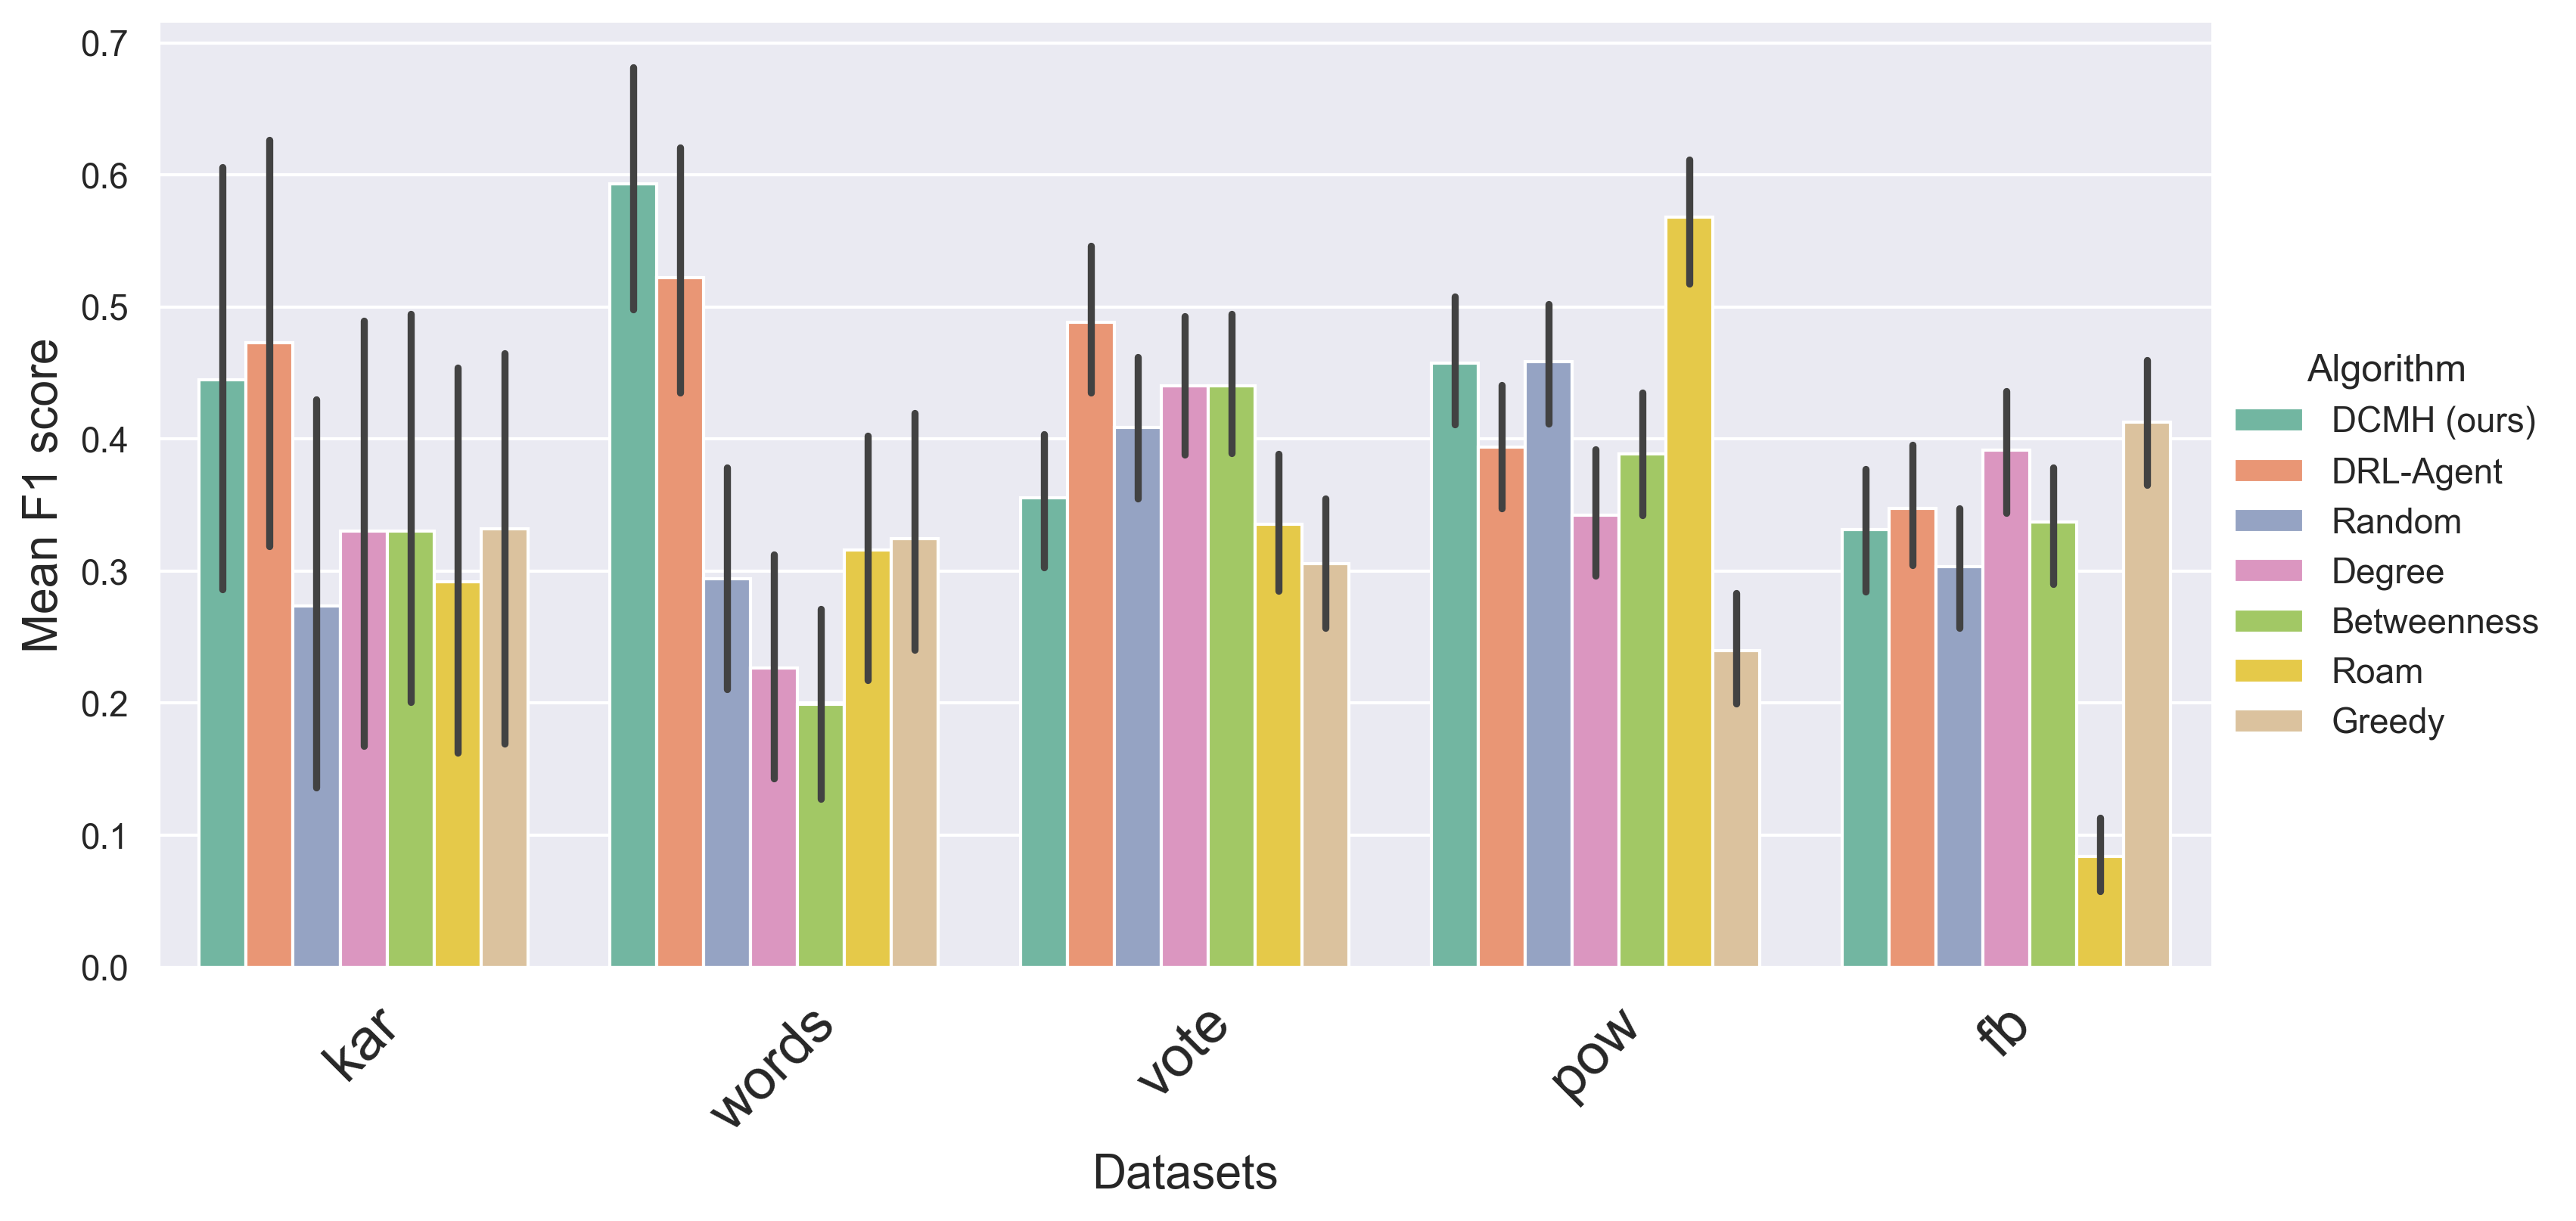 0.7
0.6
0.5
0.4
0.3
0.2
0.1
0.0
Mean F1 score
kar
words
vote
pow
fb
Datasets
Algorithm
DCMH (ours)
DRL-Agent
Random
Degree
Betweenness
Roam
Greedy